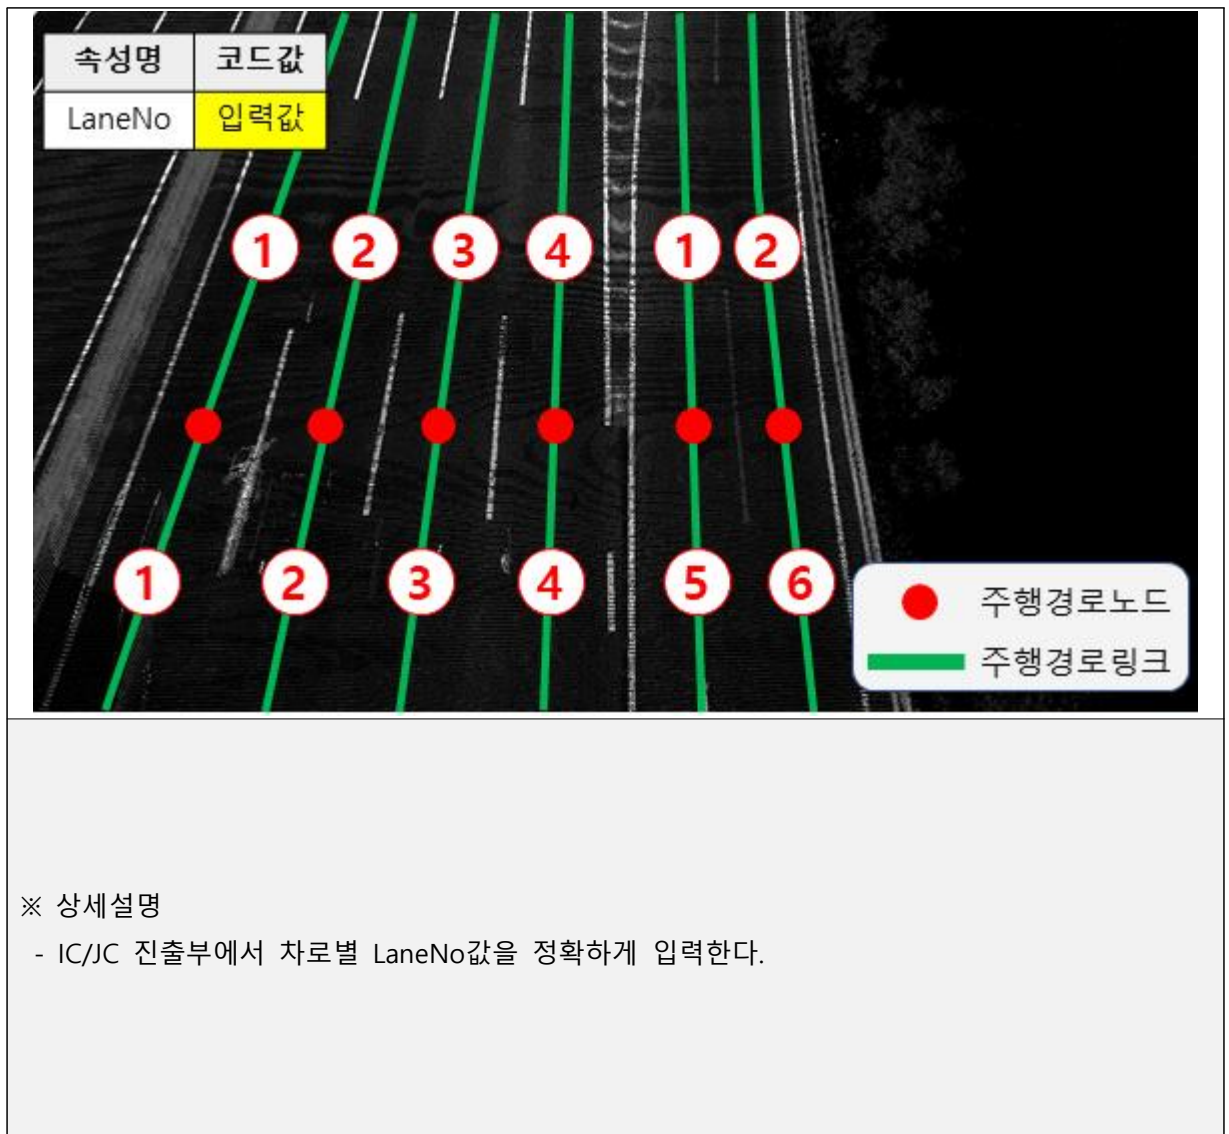 속성명 코드값
LaneNo 입력값
1 2 3 4 1 2
1 2 3 4 5 6
주행경로노드
주행경로링크
※ 상세설명
- IC/JC 진출부에서 차로별 LaneNo값을 정확하게 입력한다.